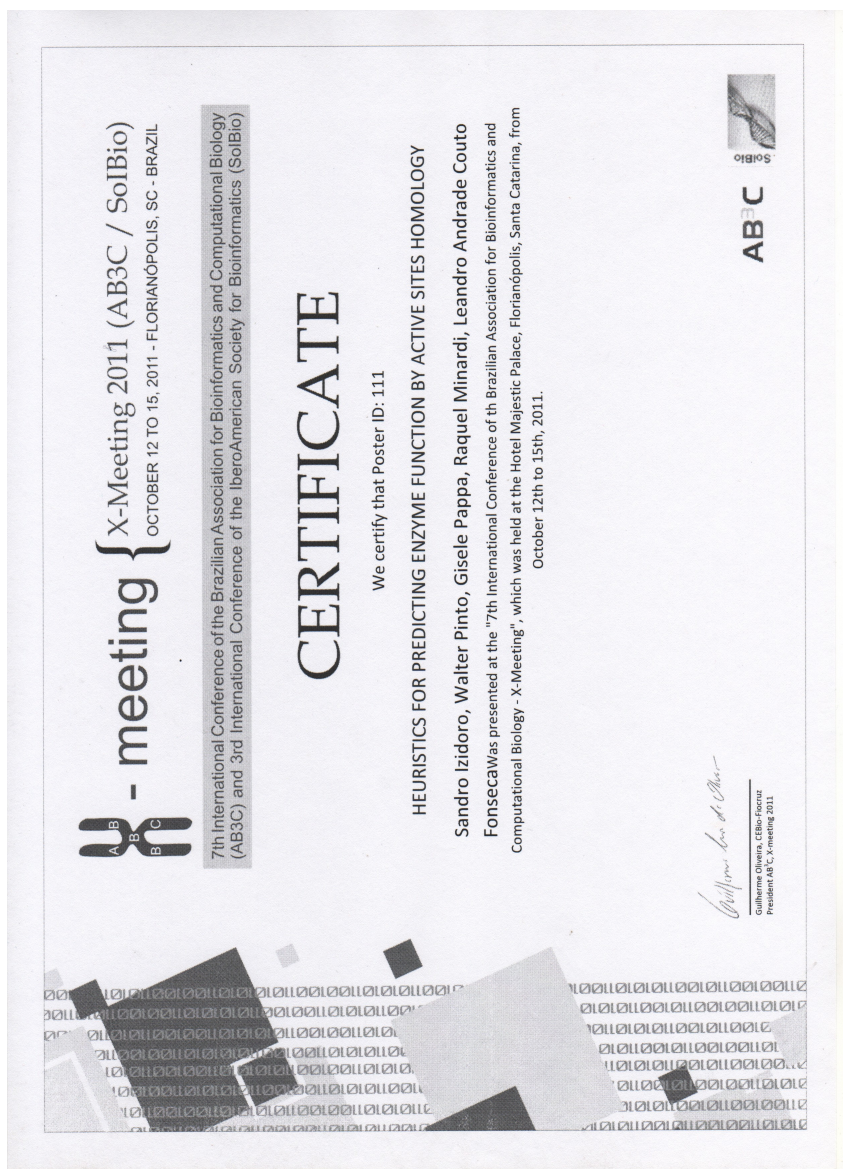 X - meeting
A B
B
B C
X-Meeting 2011 (AB3C / SolBio)
OCTOBER 12 TO 15, 2011 - FLORIANÓPOLIS, SC - BRAZIL
7th International Conference of the Brazilian Association for Bioinformatics and Computational Biology
(AB3C) and 3rd International Conference of the IberoAmerican Society for Bioinformatics (SolBio)
CERTIFICATE
We certify that Poster ID: 111
HEURISTICS FOR PREDICTING ENZYME FUNCTION BY ACTIVE SITES HOMOLOGY
Sandro Izidoro, Walter Pinto, Gisele Pappa, Raquel Minardi, Leandro Andrade Couto
FonsecaWas presented at the "7th International Conference of th Brazilian Association for Bioinformatics and
Computational Biology - X-Meeting", which was held at the Hotel Majestic Palace, Florianópolis, Santa Catarina, from
October 12th to 15th, 2011.
Guilherme Oliveira, CEBio-Fiocruz
President AB³C, X-meeting 2011
AB³C
SolBio